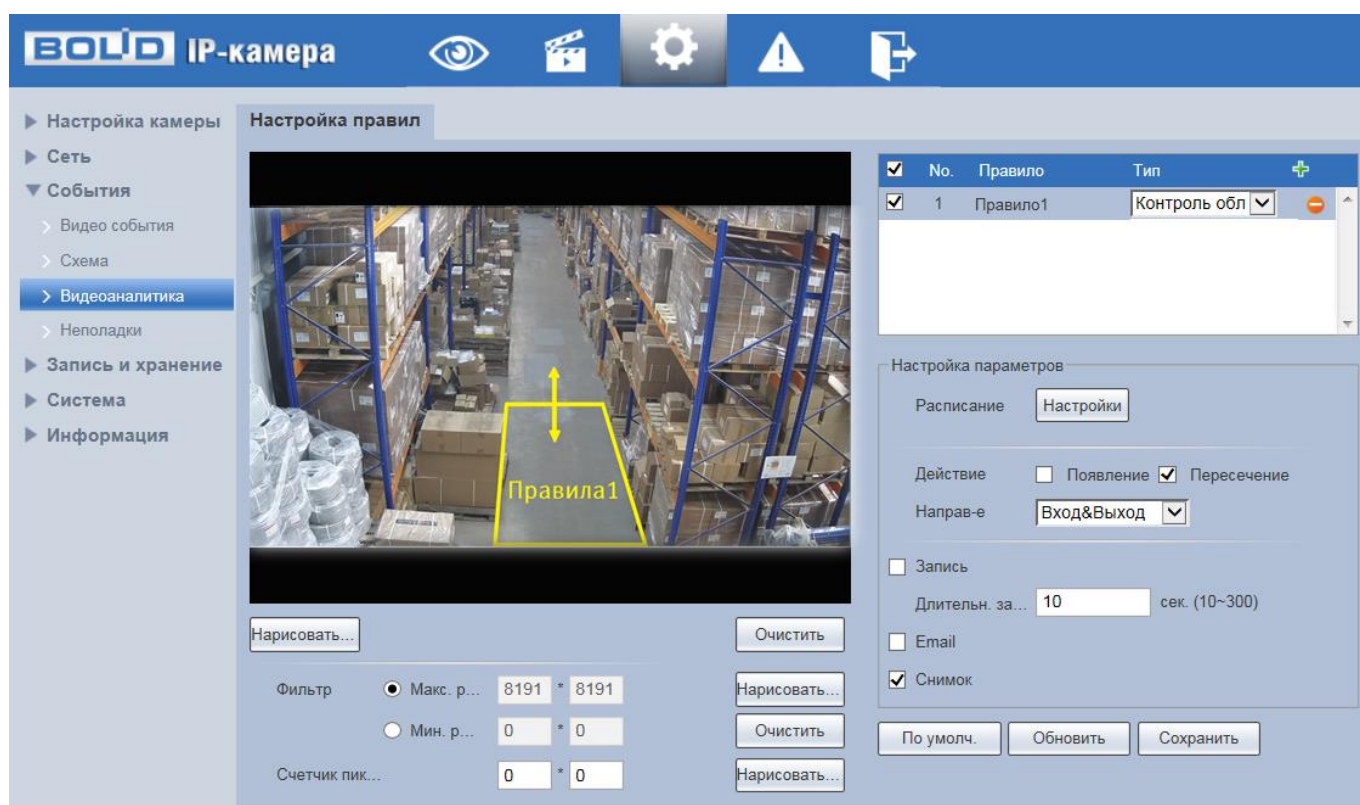 BOLID IP-камера
Настройка камеры
Сеть
События
Видео события
Схема
Видеоаналитика
Неполадки
Запись и хранение
Система
Информация
Настройка правил
Правила1
Нарисовать...
Очистить
Фильтр Макс. р... 8191 * 8191 Нарисовать...
Мин. р... 0 * 0 Очистить
Счетчик пик... 0 * 0 Нарисовать...
No. Правило Тип
1 Правило1 Контроль обл
Настройка параметров
Расписание Настройки
Действие Появление Пересечение
Направ-е Вход&Выход
Запись
Длительн. за... 10 сек. (10~300)
Email
Снимок
По умолч. Обновить Сохранить